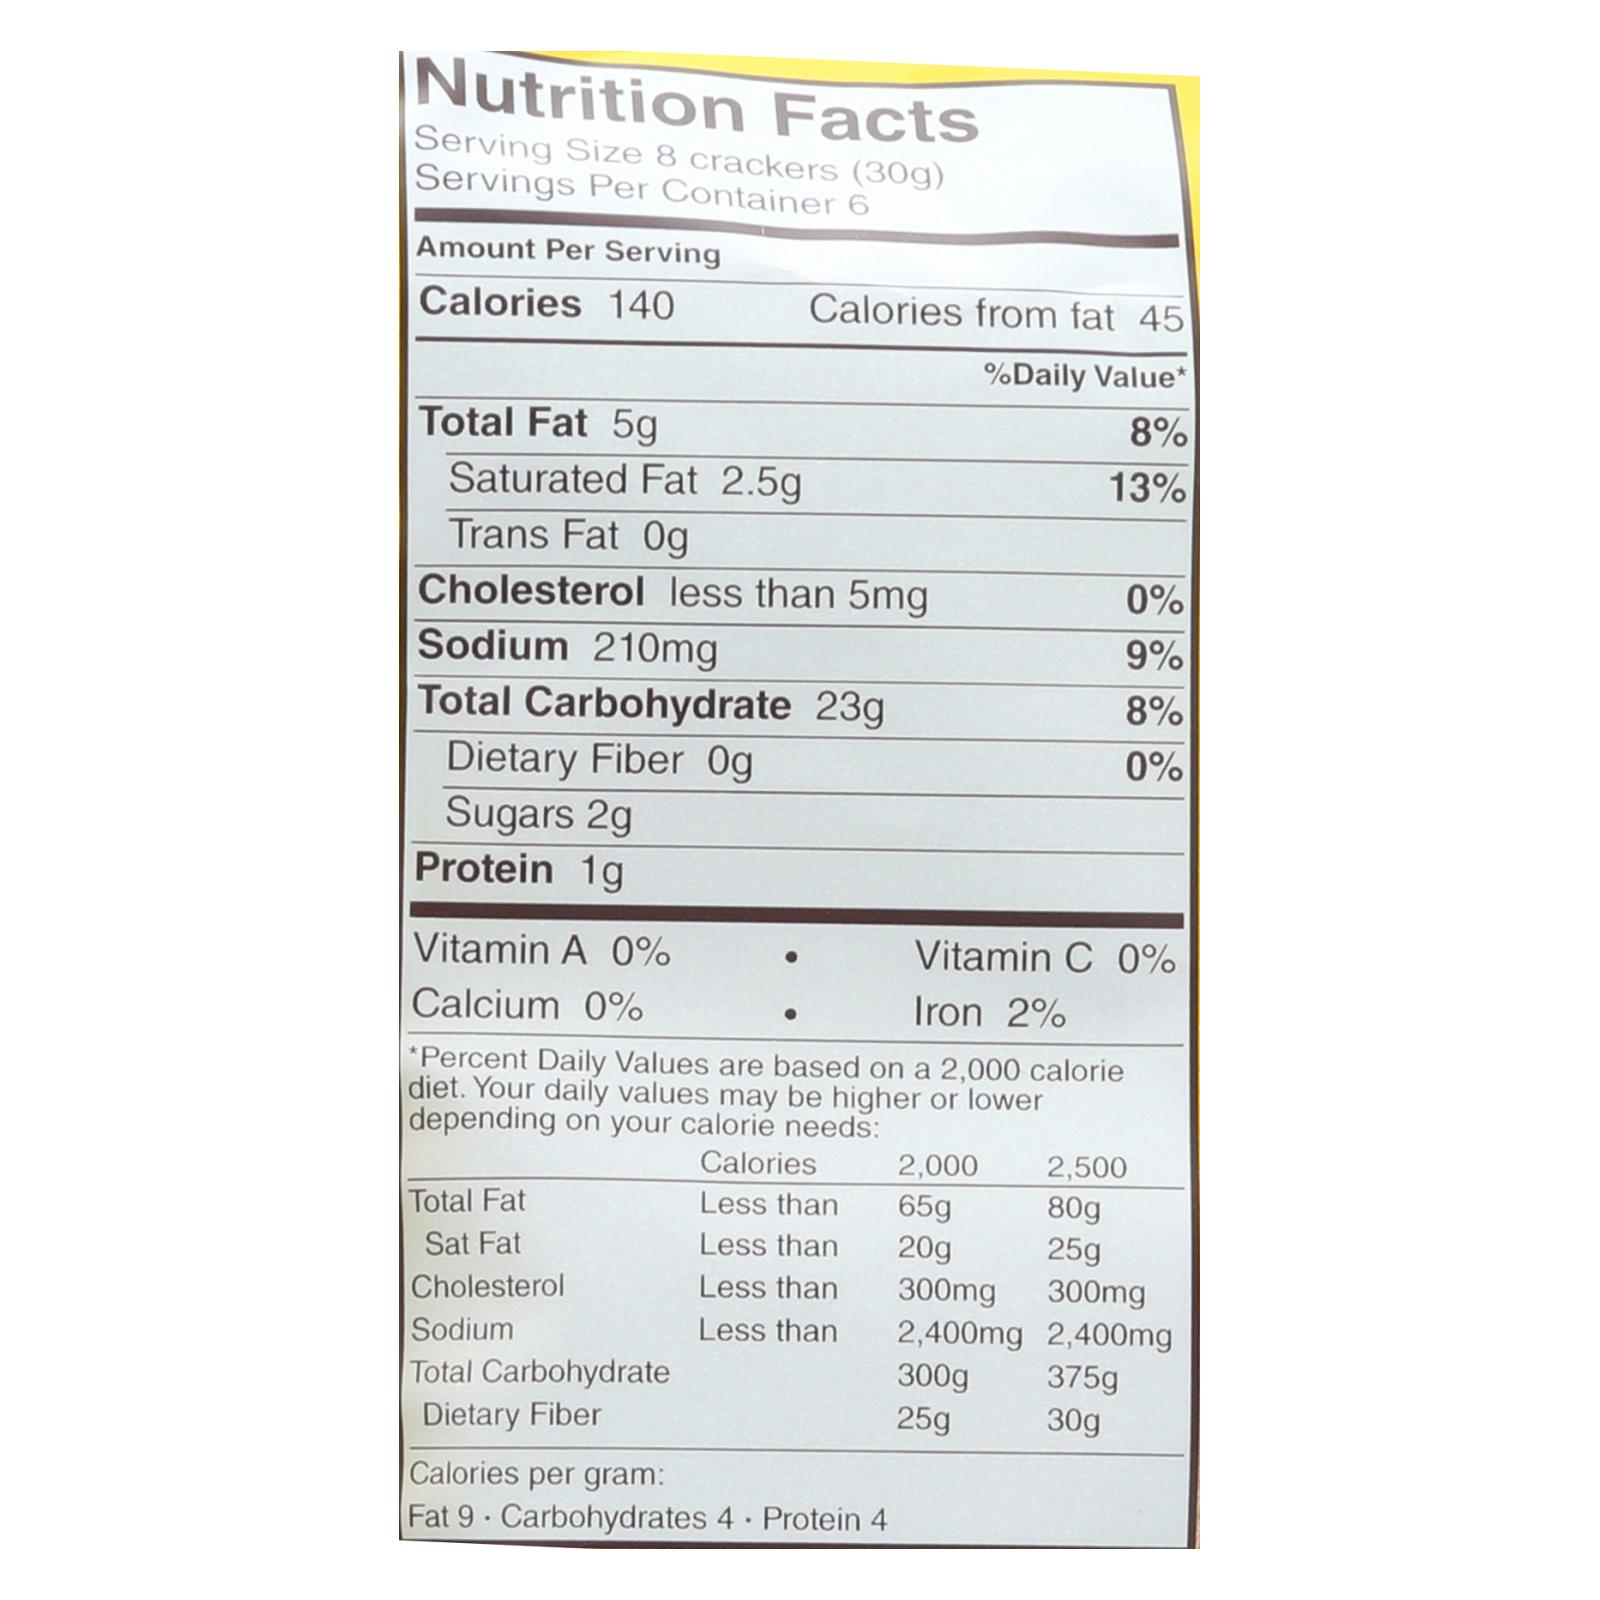 Nutrition Facts
Serving Size 8 crackers (30g)
Servings Per Container 6
Amount Per Serving
Calories 140 Calories from fat 45
%Daily Value*
Total Fat 5g 8%
Saturated Fat 2.5g 13%
Trans Fat 0g
Cholesterol less than 5mg 0%
Sodium 210mg 9%
Total Carbohydrate 23g 8%
Dietary Fiber 0g 0%
Sugars 2g
Protein 1g
Vitamin A 0% • Vitamin C 0%
Calcium 0% • Iron 2%
*Percent Daily Values are based on a 2,000 calorie
diet. Your daily values may be higher or lower
depending on your calorie needs:
Calories 2,000 2,500
Total Fat Less than 65g 80g
Sat Fat Less than 20g 25g
Cholesterol Less than 300mg 300mg
Sodium Less than 2,400mg 2,400mg
Total Carbohydrate 300g 375g
Dietary Fiber 25g 30g
Calories per gram:
Fat 9 · Carbohydrates 4 · Protein 4